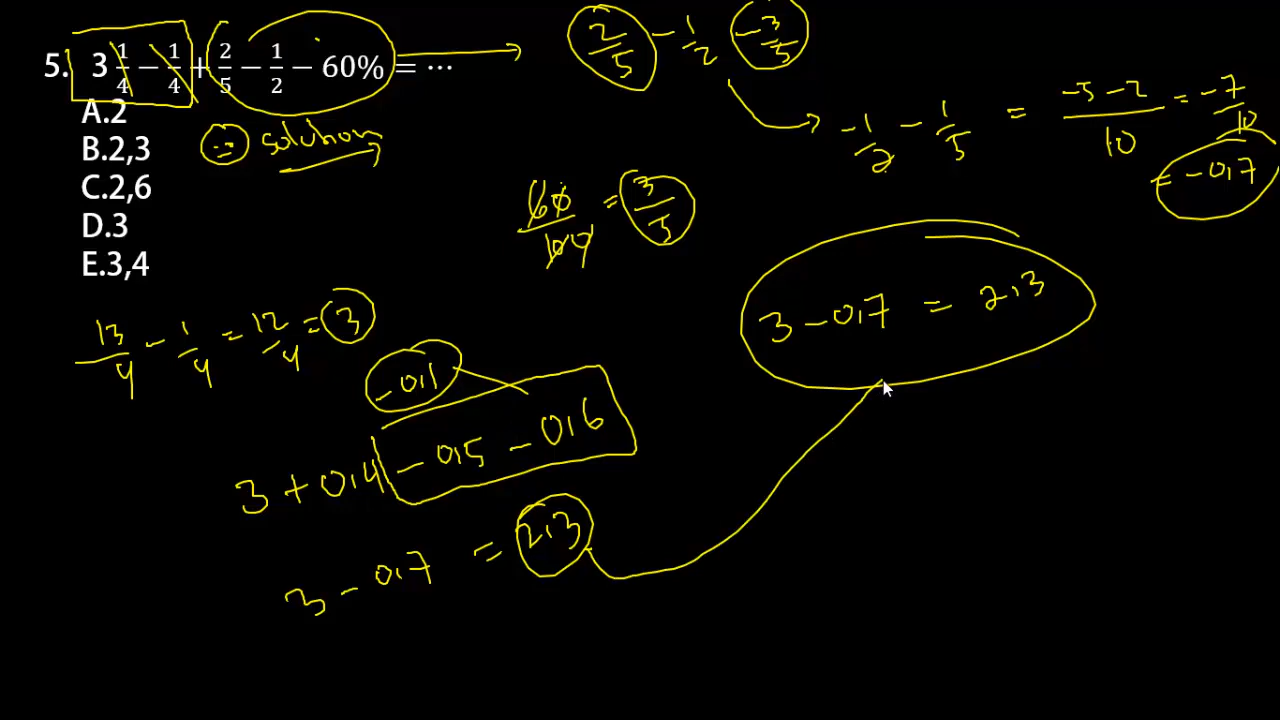 5. 3 1/4 − 1/4 + 2/5 − 1/2 − 60% = ⋯
A.2
B.2,3
C.2,6
D.3
E.3,4
solution
2/5 − 1/2 − 3/5
-1/2 − 1/5 = -5-2/10 = -7/10
= -0,7
60/100 = 3/5
13/4 − 1/4 = 12/4 = 3
3 − 0,7 = 2,3
-0,1
3 + 0,4 − 0,5 − 0,6
3 − 0,7 = 2,3